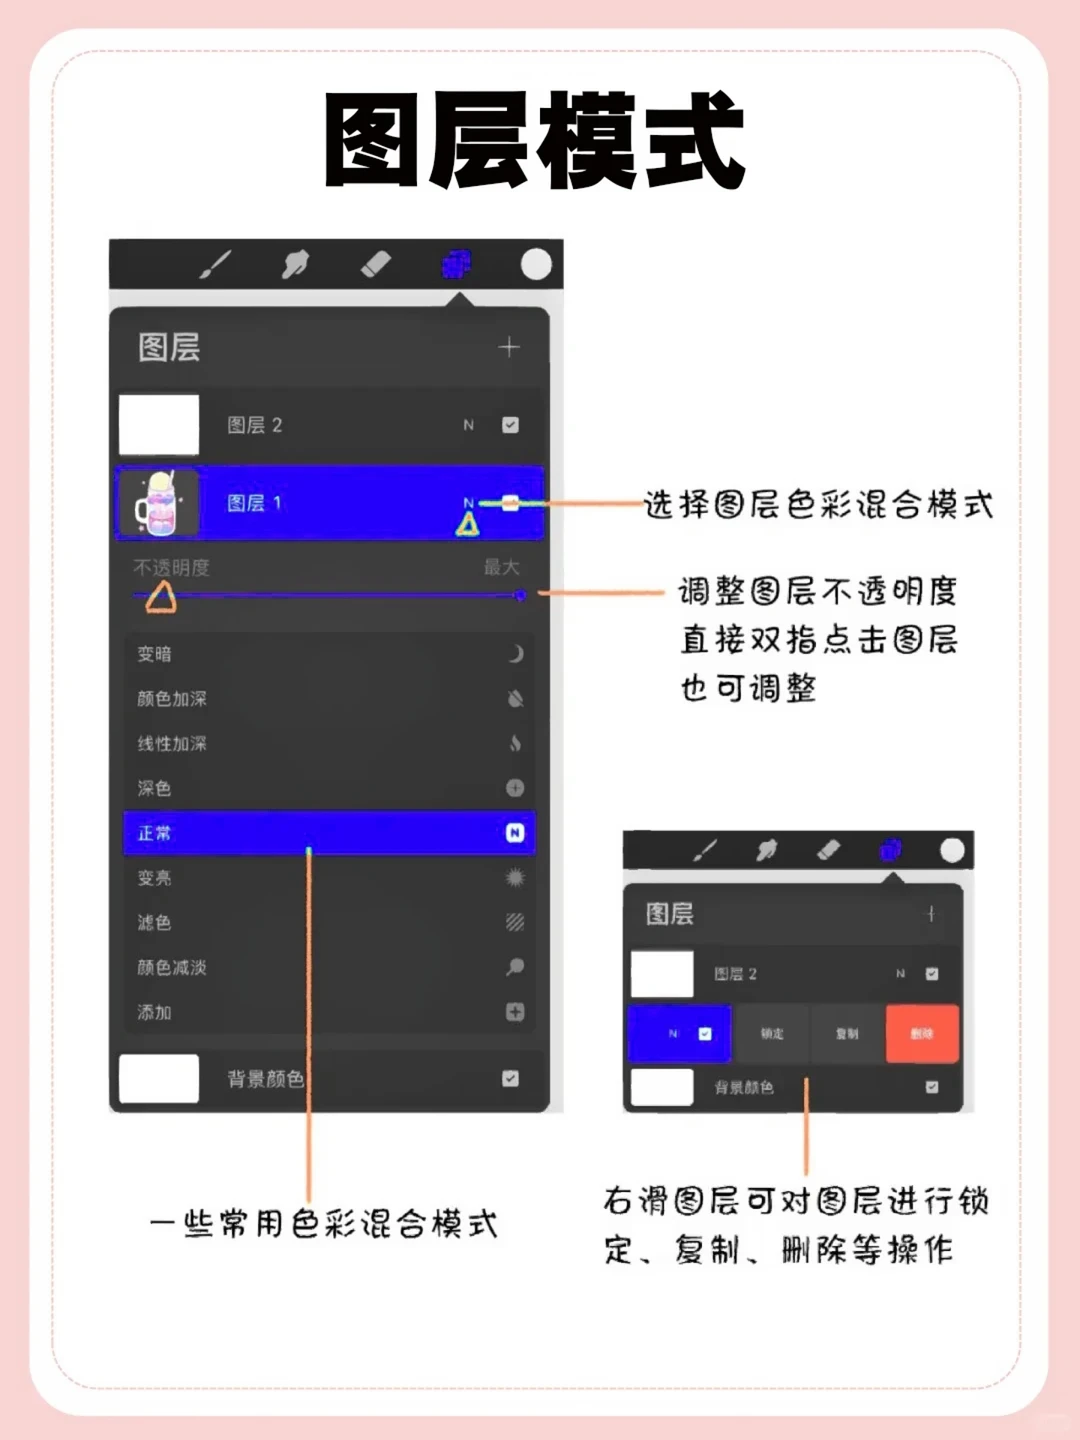 图层模式
图层
图层 2 N
图层 1 N
选择图层色彩混合模式
不透明度 最大
调整图层不透明度
直接双指点击图层
也可调整
变暗
颜色加深
线性加深
深色
正常 N
变亮
滤色
颜色减淡
添加
背景颜色
一些常用色彩混合模式
图层
图层 2 N
N 锁定 复制 删除
背景颜色
右滑图层可对图层进行锁
定、复制、删除等操作